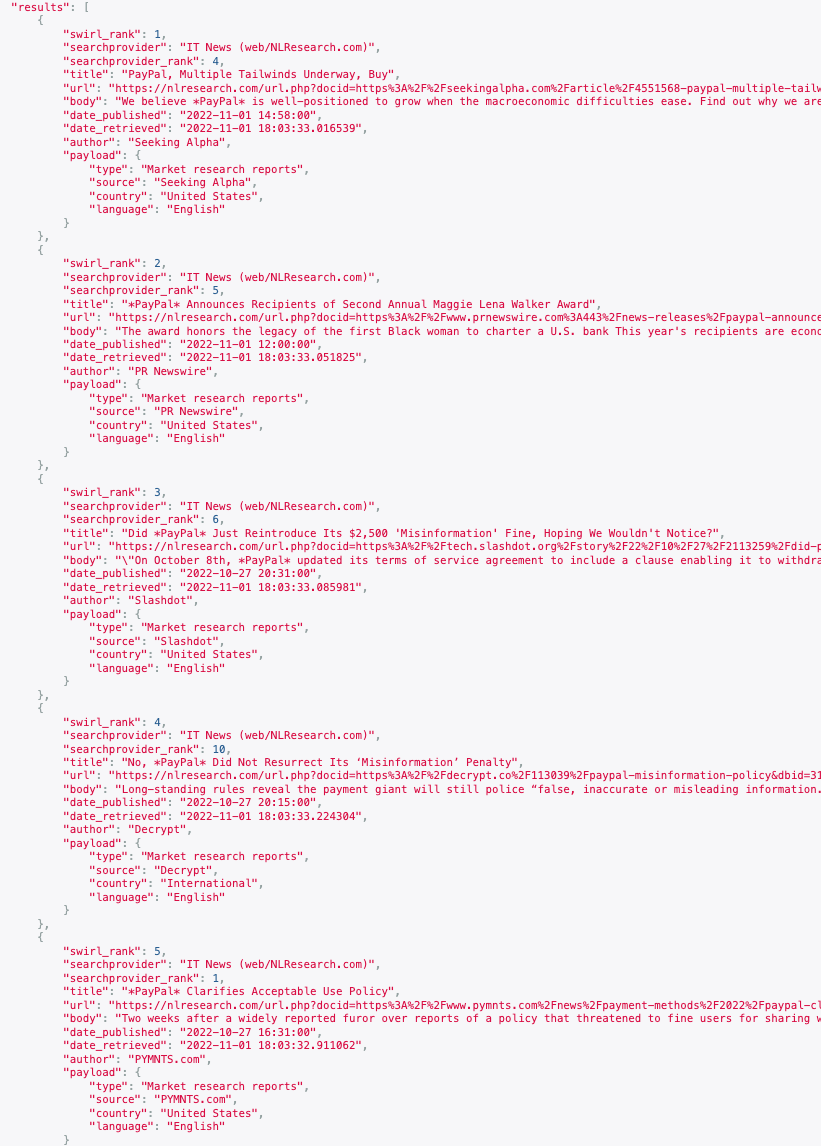 "results": [
{
"swirl_rank": 1,
"searchprovider": "IT News (web/NLResearch.com)",
"searchprovider_rank": 4,
"title": "PayPal, Multiple Tailwinds Underway, Buy",
"url": "https://nlresearch.com/url.php?docid=https%3A%2F%2Fseekingalpha.com%2Farticle%2F4551568-paypal-multiple-tailw
"body": "We believe *PayPal* is well-positioned to grow when the macroeconomic difficulties ease. Find out why we are
"date_published": "2022-11-01 14:58:00",
"date_retrieved": "2022-11-01 18:03:33.016539",
"author": "Seeking Alpha",
"payload": {
"type": "Market research reports",
"source": "Seeking Alpha",
"country": "United States",
"language": "English"
}
},
{
"swirl_rank": 2,
"searchprovider": "IT News (web/NLResearch.com)",
"searchprovider_rank": 5,
"title": "*PayPal* Announces Recipients of Second Annual Maggie Lena Walker Award",
"url": "https://nlresearch.com/url.php?docid=https%3A%2F%2Fwww.prnewswire.com%3A443%2Fnews-releases%2Fpaypal-announce
"body": "The award honors the legacy of the first Black woman to charter a U.S. bank This year's recipients are econo
"date_published": "2022-11-01 12:00:00",
"date_retrieved": "2022-11-01 18:03:33.051825",
"author": "PR Newswire",
"payload": {
"type": "Market research reports",
"source": "PR Newswire",
"country": "United States",
"language": "English"
}
},
{
"swirl_rank": 3,
"searchprovider": "IT News (web/NLResearch.com)",
"searchprovider_rank": 6,
"title": "Did *PayPal* Just Reintroduce Its $2,500 'Misinformation' Fine, Hoping We Wouldn't Notice?",
"url": "https://nlresearch.com/url.php?docid=https%3A%2F%2Ftech.slashdot.org%2Fstory%2F22%2F10%2F27%2F2113259%2Fdid-p
"body": "\"On October 8th, *PayPal* updated its terms of service agreement to include a clause enabling it to withdra
"date_published": "2022-10-27 20:31:00",
"date_retrieved": "2022-11-01 18:03:33.085981",
"author": "Slashdot",
"payload": {
"type": "Market research reports",
"source": "Slashdot",
"country": "United States",
"language": "English"
}
},
{
"swirl_rank": 4,
"searchprovider": "IT News (web/NLResearch.com)",
"searchprovider_rank": 10,
"title": "No, *PayPal* Did Not Resurrect Its ‘Misinformation’ Penalty",
"url": "https://nlresearch.com/url.php?docid=https%3A%2F%2Fdecrypt.co%2F113039%2Fpaypal-misinformation-policy&dbid=31
"body": "Long-standing rules reveal the payment giant will still police “false, inaccurate or misleading information.
"date_published": "2022-10-27 20:15:00",
"date_retrieved": "2022-11-01 18:03:33.224304",
"author": "Decrypt",
"payload": {
"type": "Market research reports",
"source": "Decrypt",
"country": "International",
"language": "English"
}
},
{
"swirl_rank": 5,
"searchprovider": "IT News (web/NLResearch.com)",
"searchprovider_rank": 1,
"title": "*PayPal* Clarifies Acceptable Use Policy",
"url": "https://nlresearch.com/url.php?docid=https%3A%2F%2Fwww.pymnts.com%2Fnews%2Fpayment-methods%2F2022%2Fpaypal-cl
"body": "Two weeks after a widely reported furor over reports of a policy that threatened to fine users for sharing w
"date_published": "2022-10-27 16:31:00",
"date_retrieved": "2022-11-01 18:03:32.911062",
"author": "PYMNTS.com",
"payload": {
"type": "Market research reports",
"source": "PYMNTS.com",
"country": "United States",
"language": "English"
}